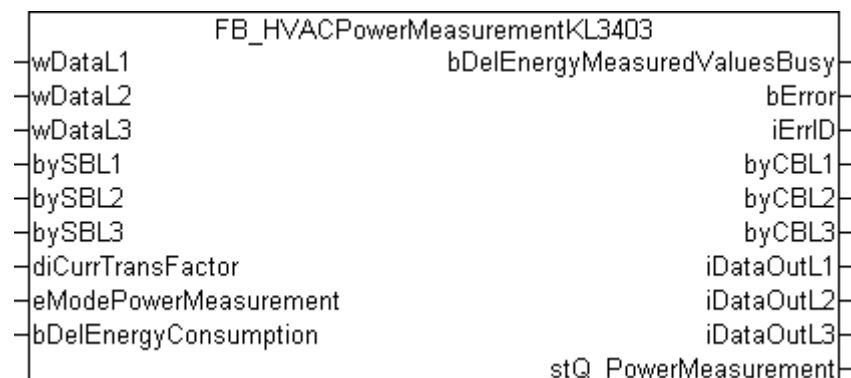 FB_HVACPowerMeasurementKL3403
wDataL1 bDelEnergyMeasuredValuesBusy
wDataL2 bError
wDataL3 iErrID
bySBL1 byCBL1
bySBL2 byCBL2
bySBL3 byCBL3
diCurrTransFactor iDataOutL1
eModePowerMeasurement iDataOutL2
bDelEnergyConsumption iDataOutL3
stQ_PowerMeasurement